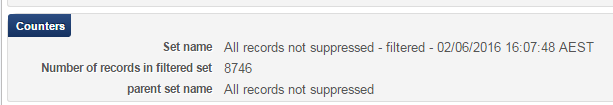 Counters
Set name All records not suppressed - filtered - 02/06/2016 16:07:48 AEST
Number of records in filtered set 8746
parent set name All records not suppressed